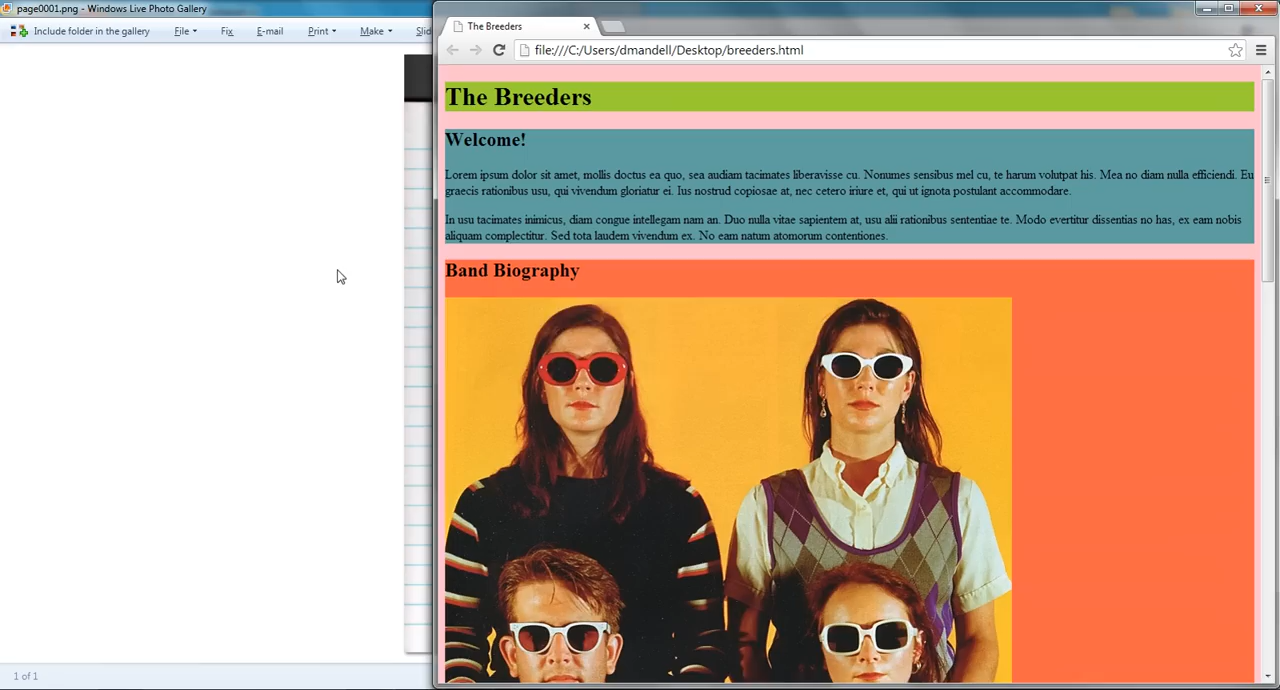 page0001.png - Windows Live Photo Gallery
Include folder in the gallery File Fix E-mail Print Make Slid
The Breeders
file:///C:/Users/dmandell/Desktop/breeders.html
The Breeders
Welcome!
Lorem ipsum dolor sit amet, mollis doctus ea quo, sea audiam tacimates liberavisse cu. Nonumes sensibus mel cu, te harum volutpat his. Mea no diam nulla efficiendi. Eu
graecis rationibus usu, qui vivendum gloriatur ei. Ius nostrud copiosae at, nec cetero iriure et, qui ut ignota postulant accommodare.
In usu tacimates inimicus, diam congue intellegam nam an. Duo nulla vitae sapientem at, usu alii rationibus sententiae te. Modo evertitur dissentias no has, ex eam nobis
aliquam complectitur. Sed tota laudem vivendum ex. No eam natum atomorum contentiones.
Band Biography
1 of 1